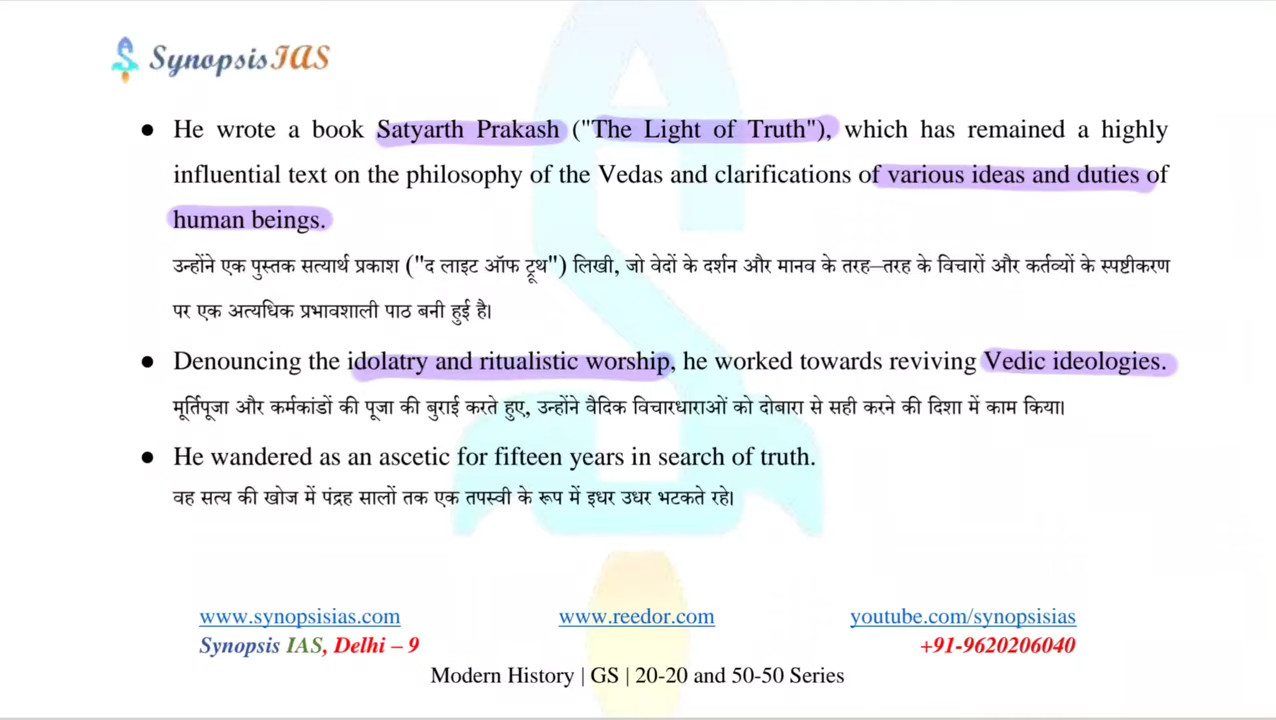 Synopsis IAS
● He wrote a book Satyarth Prakash ("The Light of Truth"), which has remained a highly
influential text on the philosophy of the Vedas and clarifications of various ideas and duties of
human beings.
उन्होंने एक पुस्तक सत्यार्थ प्रकाश ("द लाइट ऑफ ट्रूथ") लिखी, जो वेदों के दर्शन और मानव के तरह–तरह के विचारों और कर्तव्यों के स्पष्टीकरण
पर एक अत्यधिक प्रभावशाली पाठ बनी हुई है।
● Denouncing the idolatry and ritualistic worship, he worked towards reviving Vedic ideologies.
मूर्तिपूजा और कर्मकांडों की पूजा की बुराई करते हुए, उन्होंने वैदिक विचारधाराओं को दोबारा से सही करने की दिशा में काम किया।
● He wandered as an ascetic for fifteen years in search of truth.
वह सत्य की खोज में पंद्रह सालों तक एक तपस्वी के रूप में इधर उधर भटकते रहे।
www.synopsisias.com www.reedor.com youtube.com/synopsisias
Synopsis IAS, Delhi – 9 +91-9620206040
Modern History | GS | 20-20 and 50-50 Series